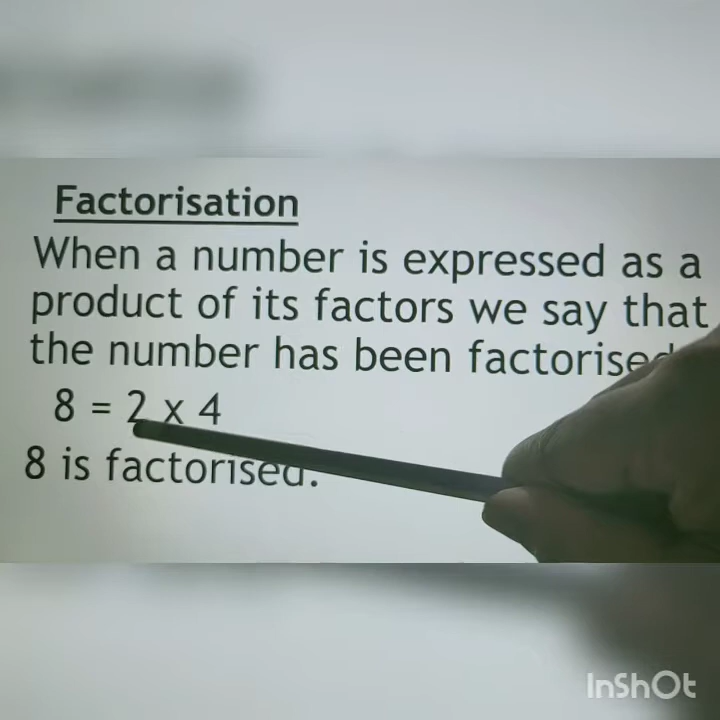 Factorisation
When a number is expressed as a
product of its factors we say that
the number has been factorised
8 = 2 x 4
8 is factorised.
InShOt